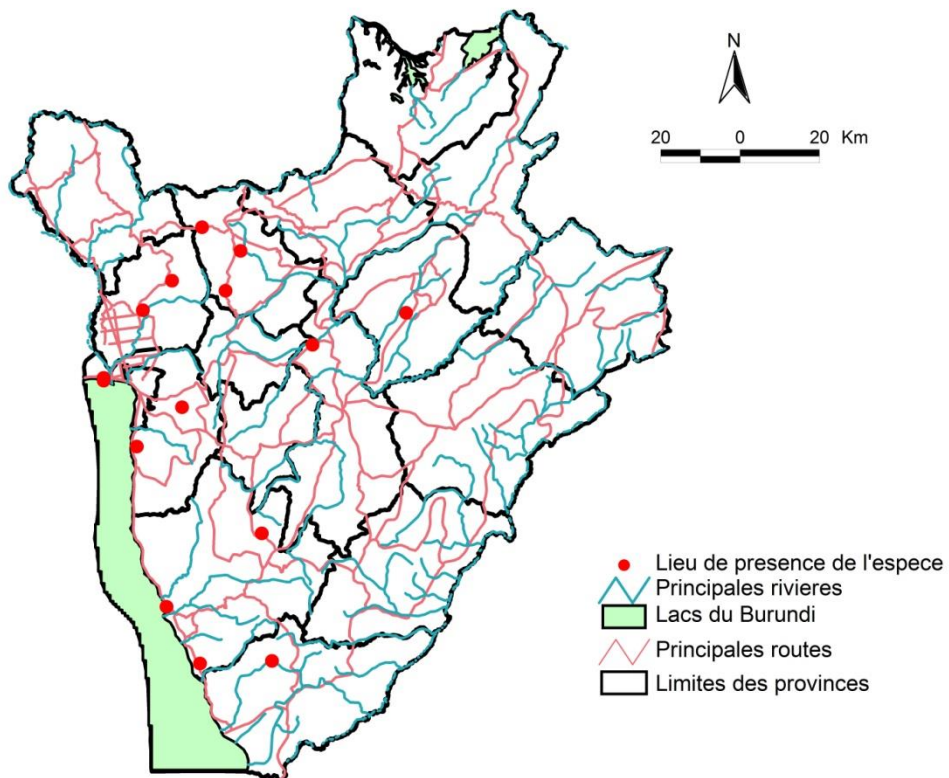 N
20 0 20 Km
Lieu de presence de l'espece
Principales rivieres
Lacs du Burundi
Principales routes
Limites des provinces